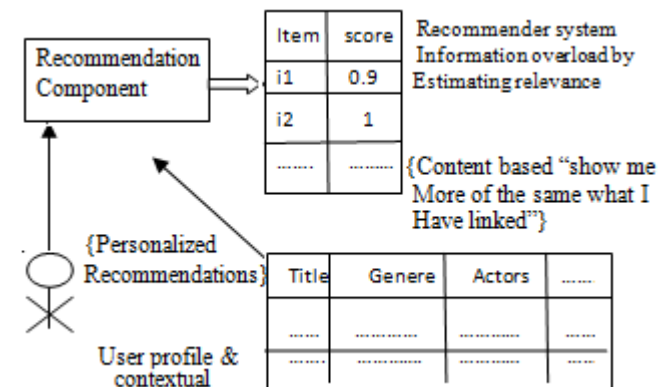 Recommendation
Component
Item score
i1 0.9
i2 1
........ .........
Recommender system
Information overload by
Estimating relevance
{Content based “show me
More of the same what I
Have linked”}
{Personalized
Recommendations}
Title Genere Actors ........
........ ............. ............. ........
........ ............. ............. ........
User profile &
contextual